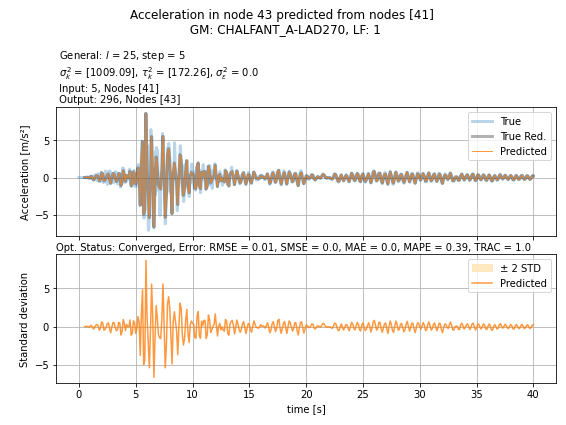 Acceleration in node 43 predicted from nodes [41]
GM: CHALFANT_A-LAD270, LF: 1
General: l = 25, step = 5
σ²ₖ = [1009.09], τ²ₖ = [172.26], σ²ε = 0.0
Input: 5, Nodes [41]
Output: 296, Nodes [43]
Acceleration [m/s²]
5
0
−5
True
True Red.
Predicted
Opt. Status: Converged, Error: RMSE = 0.01, SMSE = 0.0, MAE = 0.0, MAPE = 0.39, TRAC = 1.0
Standard deviation
5
0
−5
± 2 STD
Predicted
0 5 10 15 20 25 30 35 40
time [s]